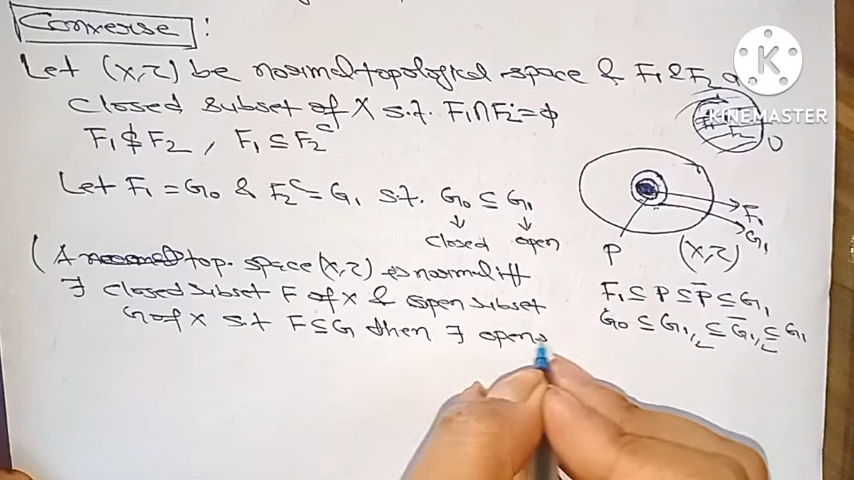 Converse :
Let (X,τ) be normal topological space & F₁ & F₂ a
closed subset of X s.t. F₁∩F₂=φ
F₁⊄F₂ , F₁⊆F₂ᶜ
Let F₁=G₀ & F₂ᶜ=G₁ s.t. G₀⊆G₁
↓ ↓
closed open
(A top. space (X,τ) is normal iff
∃ closed subset F of X & open subset
G of X s.t F⊆G then ∃ open
F₂
U
F₁
G₁
P (X,τ)
F₁⊆P⊆P̅⊆G₁
G₀⊆G₁/₂⊆G̅₁/₂⊆G₁
K
KINEMASTER